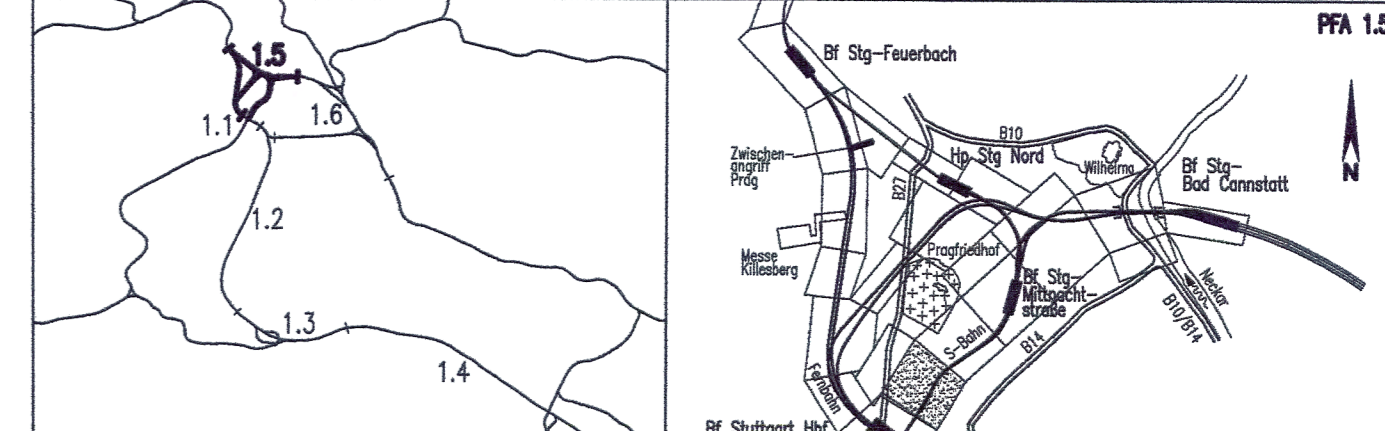 1.5
1.6
1.1
1.2
1.3
1.4
PFA 1.5
Bf Stg-Feuerbach
Zwischen-
angriff
Prag
B10
Hp Stg Nord
Wilhelma
Bf Stg-
Bad Cannstatt
N
B27
Messe
Killesberg
Pragfriedhof
Bf Stg-
Mittnacht-
straße
Neckar
B10/B14
S-Bahn
B14
Fernbahn
Bf Stuttgart Hbf